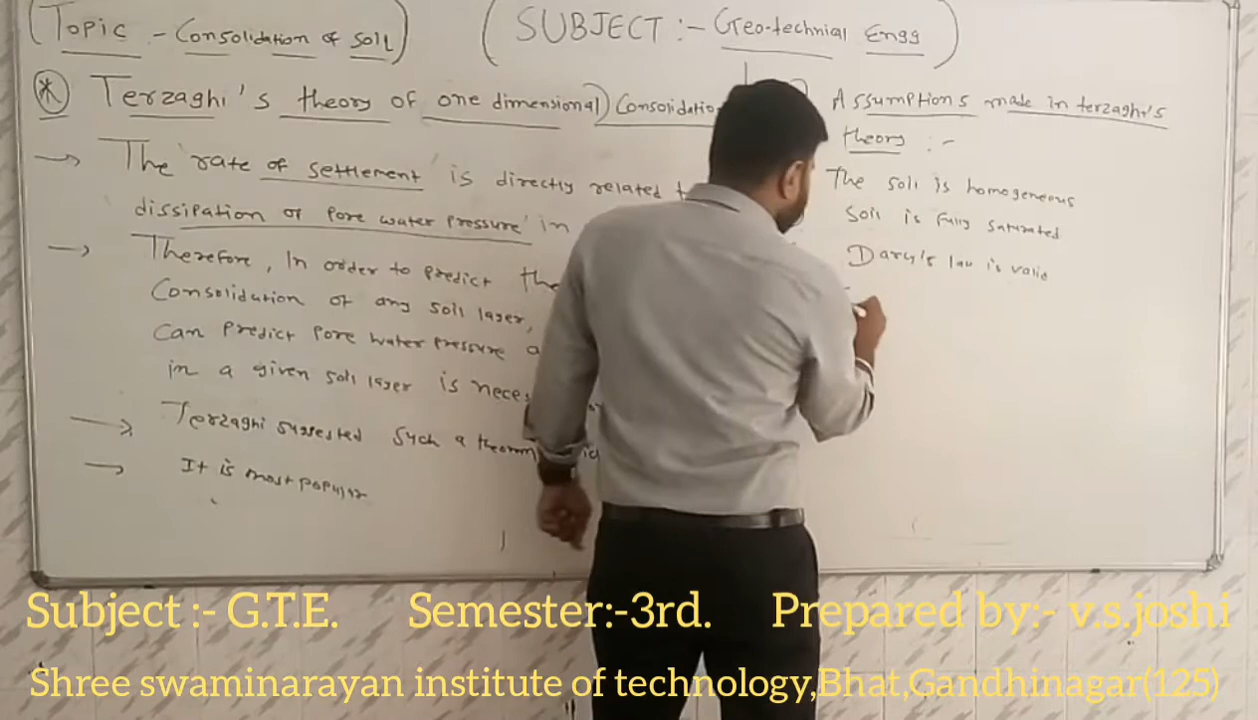 (Topic - Consolidation of soil)
(SUBJECT :- Geo-technial Engg)
Terzaghi's theory of one dimensional) Consolidatio
→ The 'rate of settlement' is directly related t
dissipation of Pore water pressure' in
→ Therefore, In order to predict the
Consolidation of any soil layer,
Can Predict Pore water pressure a
in a given soil layer is neces
→ Terzaghi suggested such a
→ It is most popular
Assumptions made in terzaghi's
theory :-
The soil is homogeneous
Soil is fully saturated
Darcy's law is valid
Subject :- G.T.E. Semester:-3rd. Prepared by:- v.s.joshi
Shree swaminarayan institute of technology,Bhat,Gandhinagar(125)